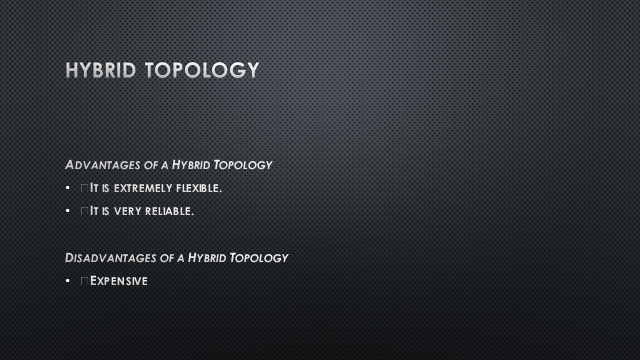 HYBRID TOPOLOGY
ADVANTAGES OF A HYBRID TOPOLOGY
• □IT IS EXTREMELY FLEXIBLE.
• □IT IS VERY RELIABLE.
DISADVANTAGES OF A HYBRID TOPOLOGY
• □EXPENSIVE